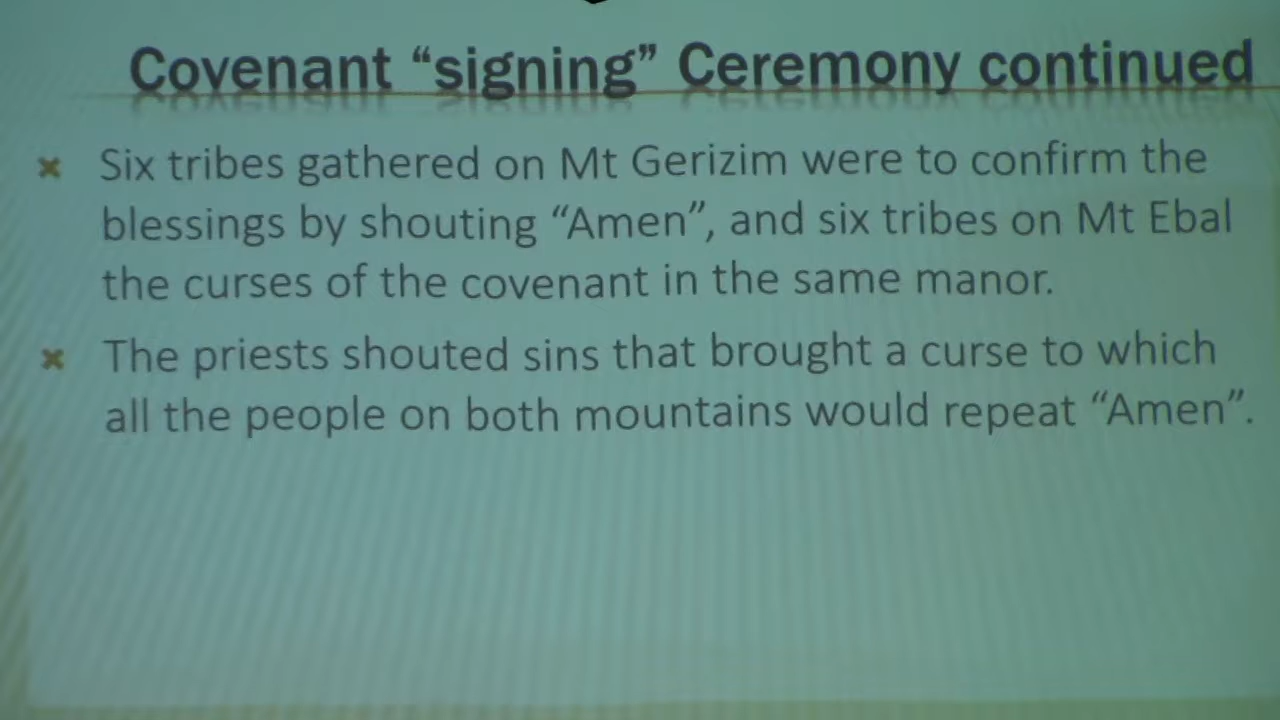 Covenant “signing” Ceremony continued
Six tribes gathered on Mt Gerizim were to confirm the
blessings by shouting “Amen”, and six tribes on Mt Ebal
the curses of the covenant in the same manor.
The priests shouted sins that brought a curse to which
all the people on both mountains would repeat “Amen”.